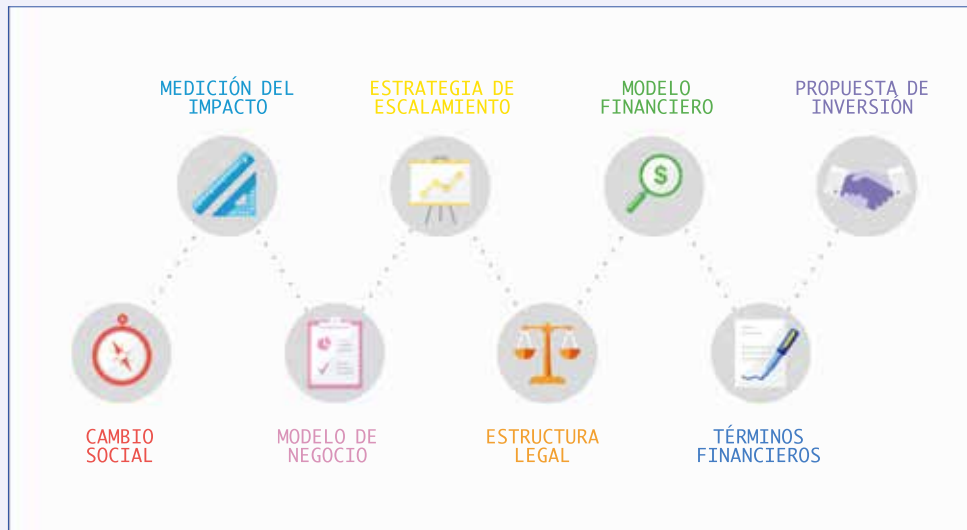 MEDICIÓN DEL
IMPACTO
ESTRATEGIA DE
ESCALAMIENTO
MODELO
FINANCIERO
PROPUESTA DE
INVERSIÓN
$
CAMBIO
SOCIAL
MODELO DE
NEGOCIO
ESTRUCTURA
LEGAL
TÉRMINOS
FINANCIEROS